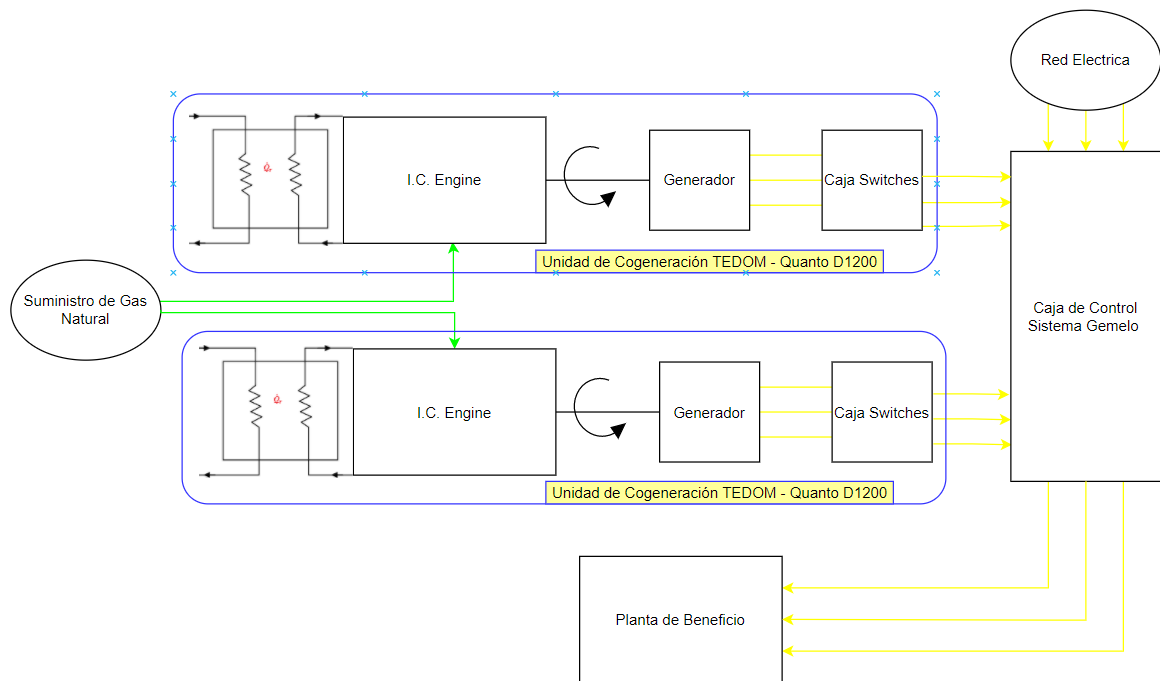 Red Electrica
I.C. Engine
Generador
Caja Switches
Unidad de Cogeneración TEDOM - Quanto D1200
Suministro de Gas
Natural
Caja de Control
Sistema Gemelo
I.C. Engine
Generador
Caja Switches
Unidad de Cogeneración TEDOM - Quanto D1200
Planta de Beneficio